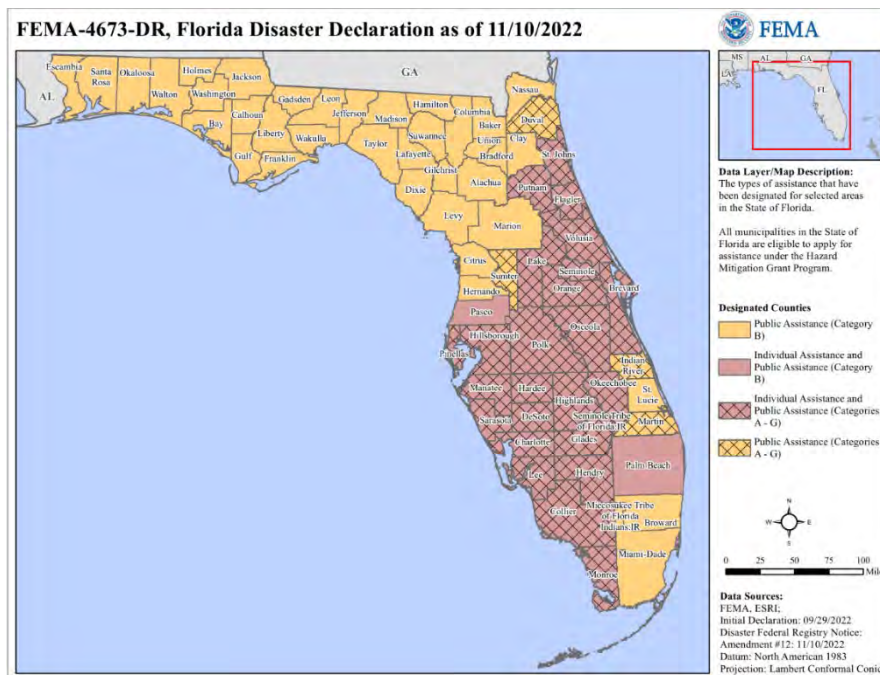 FEMA-4673-DR, Florida Disaster Declaration as of 11/10/2022
FEMA
GA
AL
Escambia
Santa
Rosa
Okaloosa
Walton
Holmes
Washington
Jackson
Bay
Calhoun
Gulf
Liberty
Franklin
Gadsden
Leon
Wakulla
Jefferson
Madison
Taylor
Hamilton
Suwannee
Lafayette
Dixie
Columbia
Gilchrist
Baker
Union
Bradford
Alachua
Levy
Nassau
Duval
Clay
St. Johns
Putnam
Flagler
Marion
Volusia
Citrus
Sumter
Lake
Seminole
Hernando
Orange
Brevard
Pasco
Osceola
Hillsborough
Polk
Pinellas
Indian
River
Okeechobee
St.
Lucie
Manatee
Hardee
Highlands
Sarasota
DeSoto
Seminole Tribe
of Florida IR
Martin
Charlotte
Glades
Palm Beach
Lee
Hendry
Collier
Miccosukee Tribe
of Florida
Indians IR
Broward
Miami-Dade
Monroe
MS
AL
GA
LA
FL
Data Layer/Map Description:
The types of assistance that have
been designated for selected areas
in the State of Florida.
All municipalities in the State of
Florida are eligible to apply for
assistance under the Hazard
Mitigation Grant Program.
Designated Counties
Public Assistance (Category
B)
Individual Assistance and
Public Assistance (Category
B)
Individual Assistance and
Public Assistance (Categories
A - G)
Public Assistance (Categories
A - G)
N
W
E
S
0 25 50 75 100
Mil
Data Sources:
FEMA, ESRI;
Initial Declaration: 09/29/2022
Disaster Federal Registry Notice:
Amendment #12: 11/10/2022
Datum: North American 1983
Projection: Lambert Conformal Conic